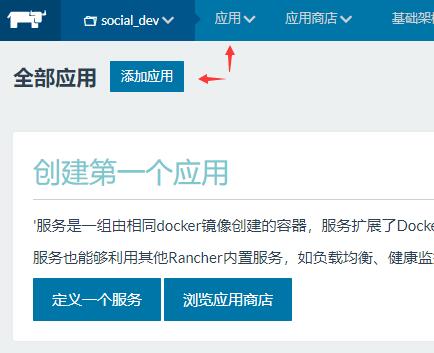 social_dev 应用 应用商店 基础架
全部应用 添加应用
创建第一个应用
'服务是一组由相同docker镜像创建的容器，服务扩展了Docke
服务也能够利用其他Rancher内置服务，如负载均衡、健康监
定义一个服务 浏览应用商店